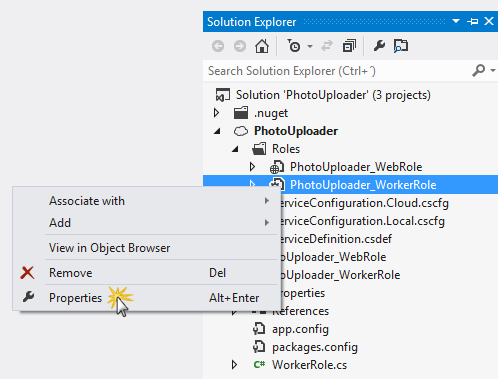 Solution Explorer
Search Solution Explorer (Ctrl+´)
Solution 'PhotoUploader' (3 projects)
.nuget
PhotoUploader
Roles
PhotoUploader_WebRole
PhotoUploader_WorkerRole
Associate with
Add
View in Object Browser
Remove Del
Properties Alt+Enter
erviceConfiguration.Cloud.cscfg
erviceConfiguration.Local.cscfg
erviceDefinition.csdef
oUploader_WebRole
oUploader_WorkerRole
roperties
References
app.config
packages.config
C# WorkerRole.cs